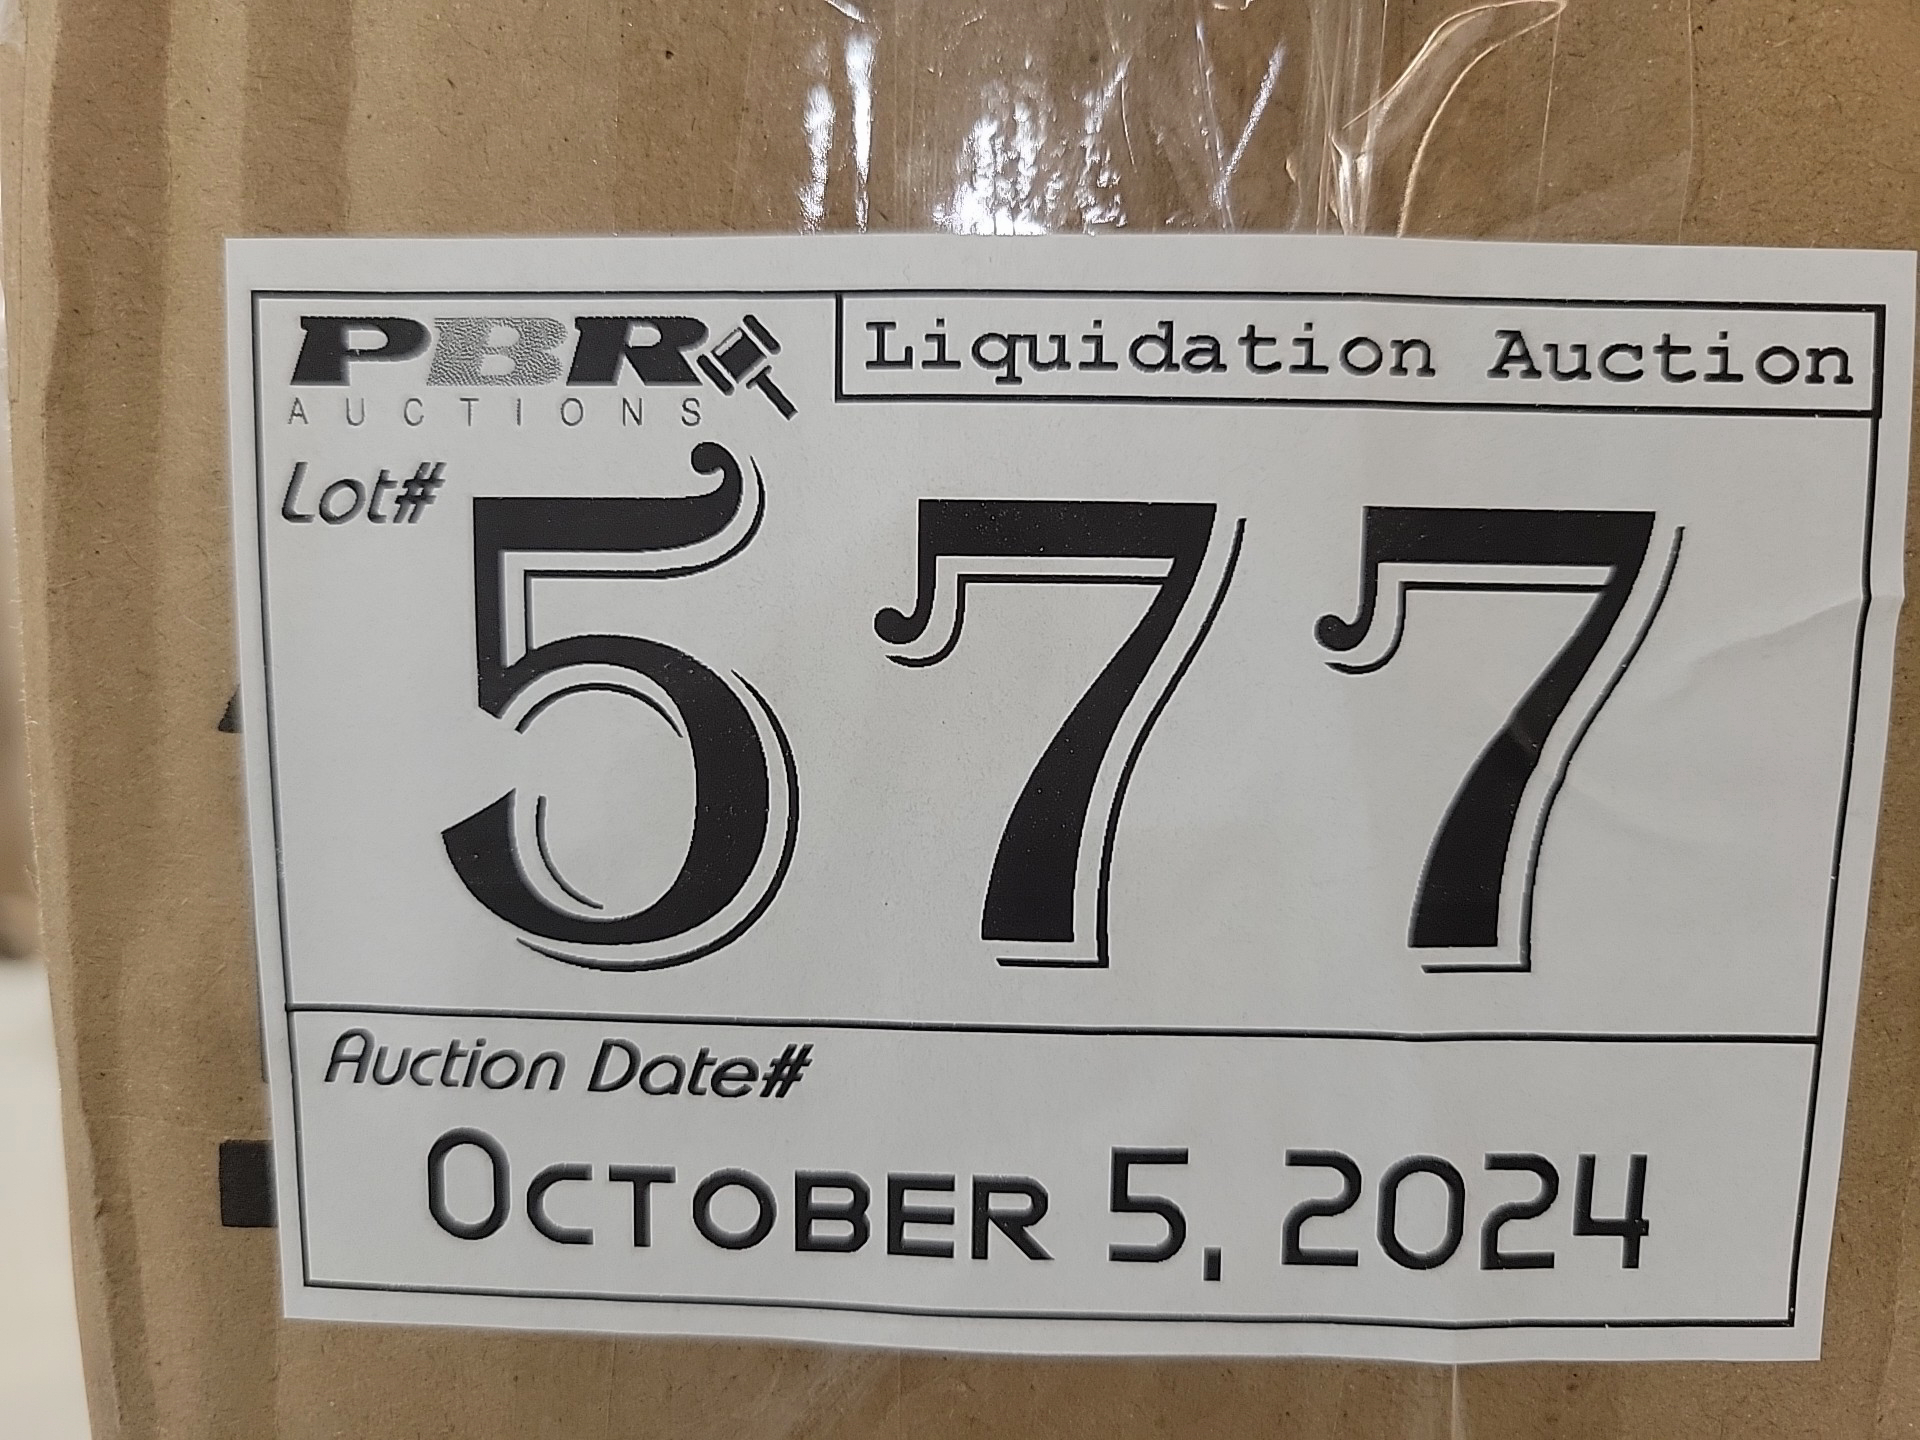 PBR
AUCTIONS
Liquidation Auction
Lot#
577
Auction Date#
October 5, 2024